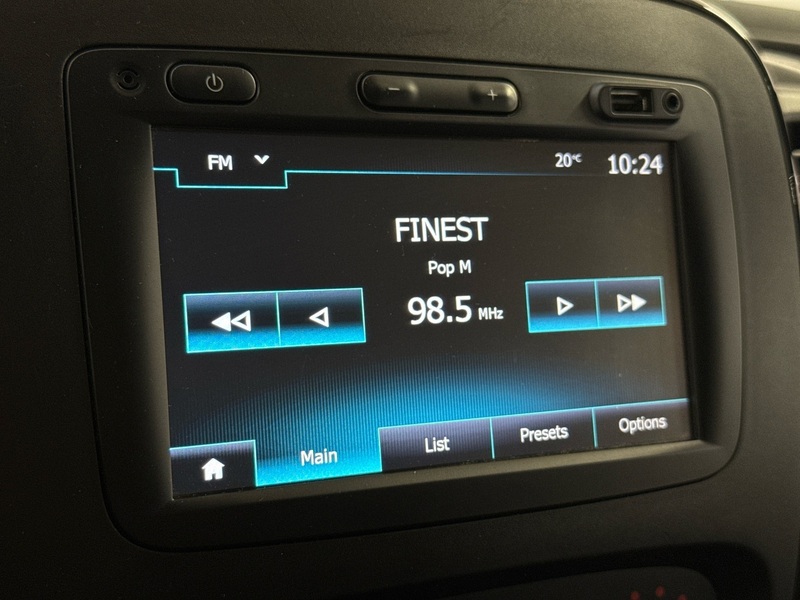 FM
20°C
10:24
FINEST
Pop M
98.5 MHz
Main
List
Presets
Options